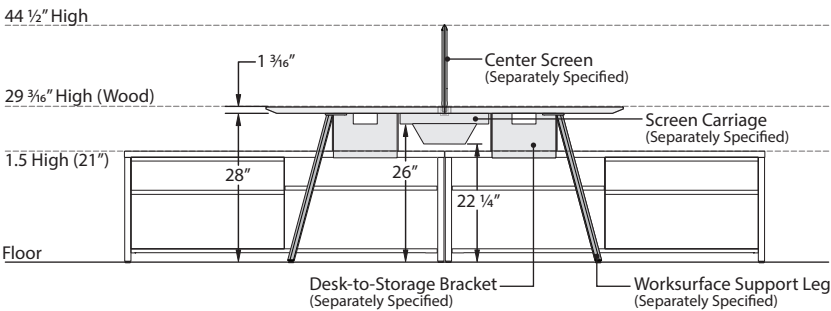 44 ½” High
1 3⁄16”
Center Screen
(Separately Specified)
29 3⁄16” High (Wood)
Screen Carriage
(Separately Specified)
1.5 High (21”)
28”
26”
22 ¼”
Floor
Desk-to-Storage Bracket
(Separately Specified)
Worksurface Support Leg
(Separately Specified)